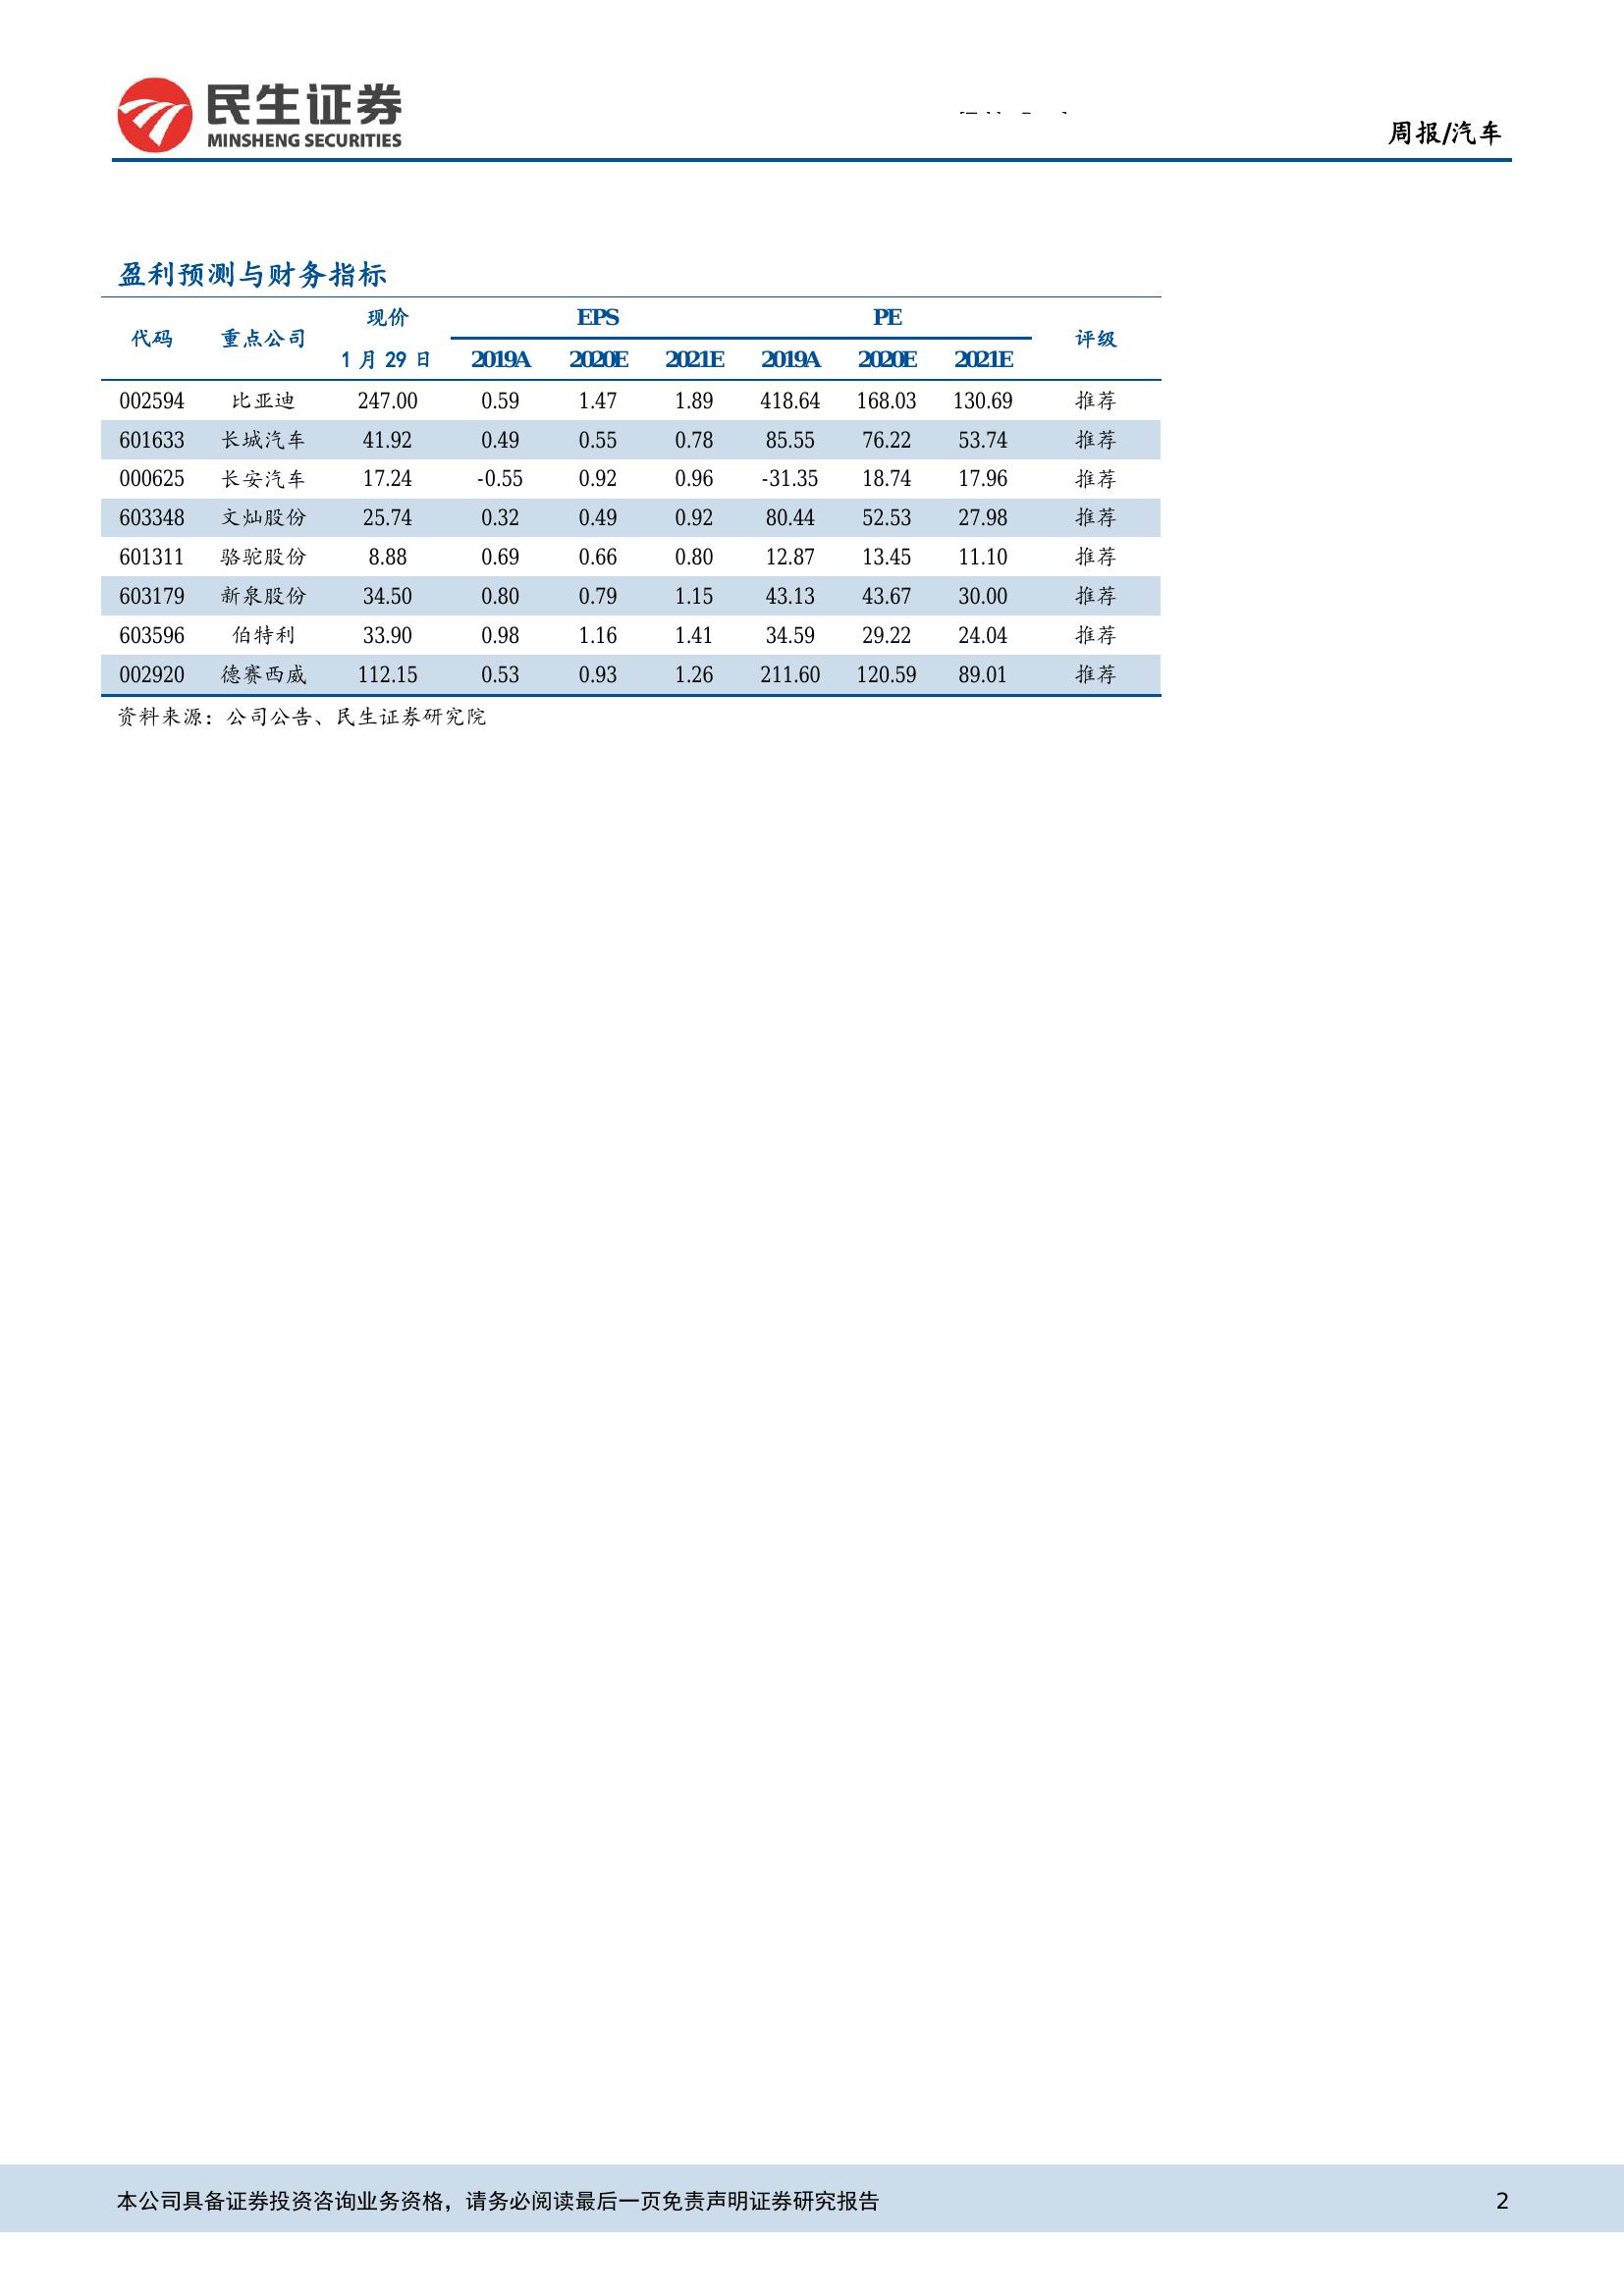 民生证券
MINSHENG SECURITIES
周报/汽车
盈利预测与财务指标
代码 重点公司 现价 EPS PE 评级
1 月 29 日 2019A 2020E 2021E 2019A 2020E 2021E
002594 比亚迪 247.00 0.59 1.47 1.89 418.64 168.03 130.69 推荐
601633 长城汽车 41.92 0.49 0.55 0.78 85.55 76.22 53.74 推荐
000625 长安汽车 17.24 -0.55 0.92 0.96 -31.35 18.74 17.96 推荐
603348 文灿股份 25.74 0.32 0.49 0.92 80.44 52.53 27.98 推荐
601311 骆驼股份 8.88 0.69 0.66 0.80 12.87 13.45 11.10 推荐
603179 新泉股份 34.50 0.80 0.79 1.15 43.13 43.67 30.00 推荐
603596 伯特利 33.90 0.98 1.16 1.41 34.59 29.22 24.04 推荐
002920 德赛西威 112.15 0.53 0.93 1.26 211.60 120.59 89.01 推荐
资料来源：公司公告、民生证券研究院
本公司具备证券投资咨询业务资格，请务必阅读最后一页免责声明证券研究报告 2